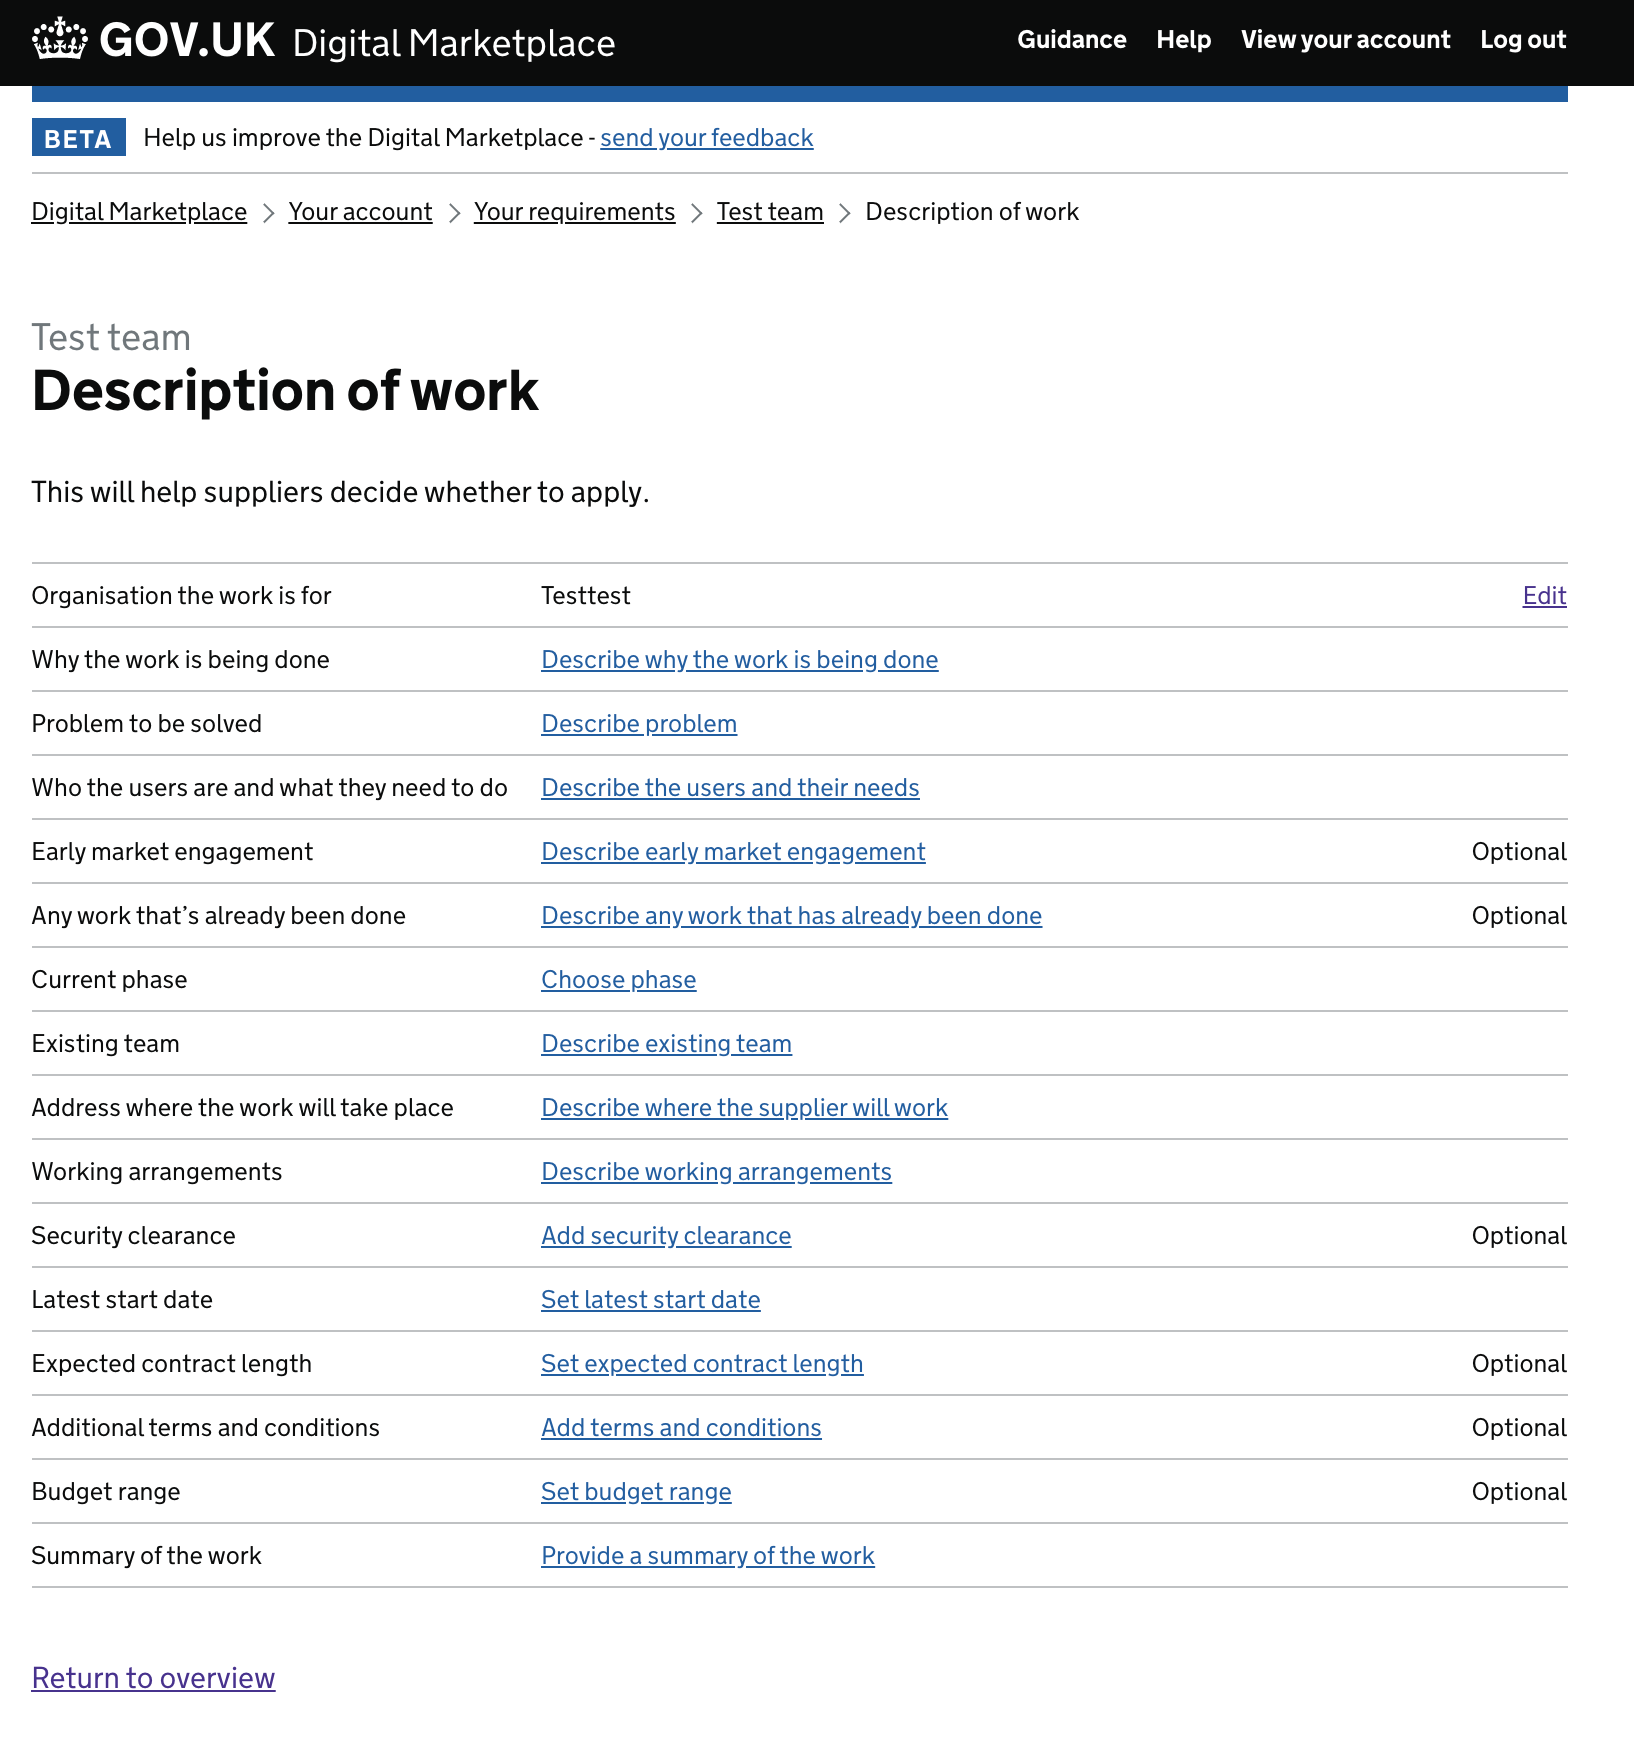 GOV.UK Digital Marketplace Guidance Help View your account Log out
BETA Help us improve the Digital Marketplace - send your feedback
Digital Marketplace Your account Your requirements Test team Description of work
Test team
Description of work
This will help suppliers decide whether to apply.
Organisation the work is for Testtest Edit
Why the work is being done Describe why the work is being done
Problem to be solved Describe problem
Who the users are and what they need to do Describe the users and their needs
Early market engagement Describe early market engagement Optional
Any work that’s already been done Describe any work that has already been done Optional
Current phase Choose phase
Existing team Describe existing team
Address where the work will take place Describe where the supplier will work
Working arrangements Describe working arrangements
Security clearance Add security clearance Optional
Latest start date Set latest start date
Expected contract length Set expected contract length Optional
Additional terms and conditions Add terms and conditions Optional
Budget range Set budget range Optional
Summary of the work Provide a summary of the work
Return to overview